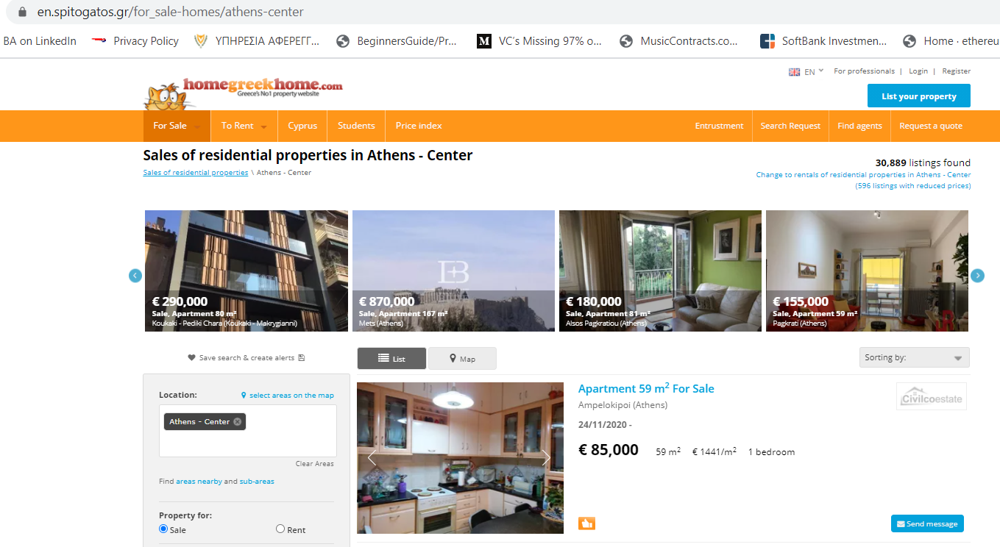 en.spitogatos.gr/for_sale-homes/athens-center
BA on LinkedIn Privacy Policy ΥΠΗΡΕΣΙΑ ΑΦΕΡΕΓΓ... BeginnersGuide/Pr... M VC's Missing 97% o... MusicContracts.co... SoftBank Investmen... Home · ethereu
EN For professionals | Login | Register
homegreekhome.com
Greece's No1 property website
List your property
For Sale To Rent Cyprus Students Price index Entrustment Search Request Find agents Request a quote
Sales of residential properties in Athens - Center
Sales of residential properties \ Athens - Center
30,889 listings found
Change to rentals of residential properties in Athens - Center
(596 listings with reduced prices)
€ 290,000
Sale, Apartment 80 m²
Koukaki - Pediki Chara (Koukaki - Makrygianni)
€ 870,000
Sale, Apartment 167 m²
Mets (Athens)
€ 180,000
Sale, Apartment 81 m²
Alsos Pagkratiou (Athens)
€ 155,000
Sale, Apartment 59 m²
Pagkrati (Athens)
Save search & create alerts
List Map
Sorting by:
Location: select areas on the map
Athens - Center
Clear Areas
Find areas nearby and sub-areas
Property for:
Sale Rent
Apartment 59 m² For Sale
Ampelokipoi (Athens)
24/11/2020 -
€ 85,000 59 m² € 1441/m² 1 bedroom
Civilcoestate
Send message